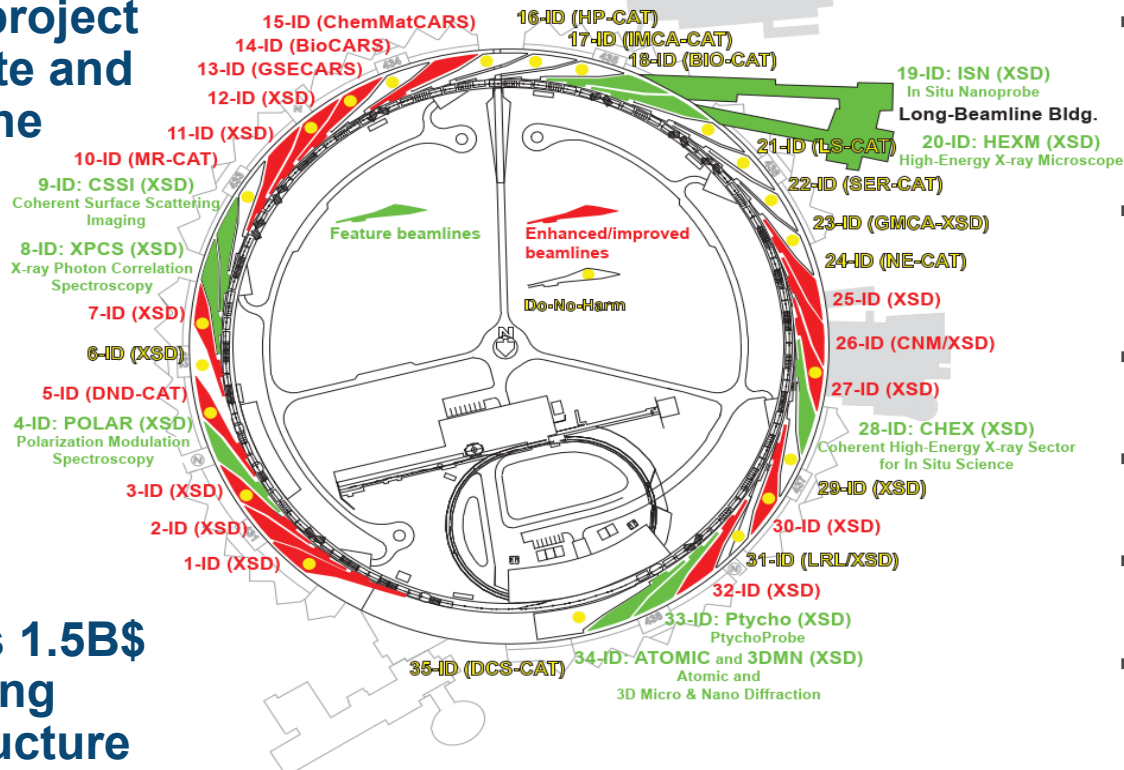 project
te and
ne
s 1.5B$
ng
ucture
15-ID (ChemMatCARS)
14-ID (BioCARS)
13-ID (GSECARS)
12-ID (XSD)
11-ID (XSD)
10-ID (MR-CAT)
9-ID: CSSI (XSD)
Coherent Surface Scattering
Imaging
8-ID: XPCS (XSD)
X-ray Photon Correlation
Spectroscopy
7-ID (XSD)
6-ID (XSD)
5-ID (DND-CAT)
4-ID: POLAR (XSD)
Polarization Modulation
Spectroscopy
3-ID (XSD)
2-ID (XSD)
1-ID (XSD)
16-ID (HP-CAT)
17-ID (IMCA-CAT)
18-ID (BIO-CAT)
19-ID: ISN (XSD)
In Situ Nanoprobe
Long-Beamline Bldg.
20-ID: HEXM (XSD)
High-Energy X-ray Microscope
21-ID (LS-CAT)
22-ID (SER-CAT)
23-ID (GMCA-XSD)
24-ID (NE-CAT)
25-ID (XSD)
26-ID (CNM/XSD)
27-ID (XSD)
28-ID: CHEX (XSD)
Coherent High-Energy X-ray Sector
for In Situ Science
29-ID (XSD)
30-ID (XSD)
31-ID (LRL/XSD)
32-ID (XSD)
33-ID: Ptycho (XSD)
PtychoProbe
34-ID: ATOMIC and 3DMN (XSD)
Atomic and
3D Micro & Nano Diffraction
35-ID (DCS-CAT)
Feature beamlines
Enhanced/improved
beamlines
Do-No-Harm
N
434
433
437